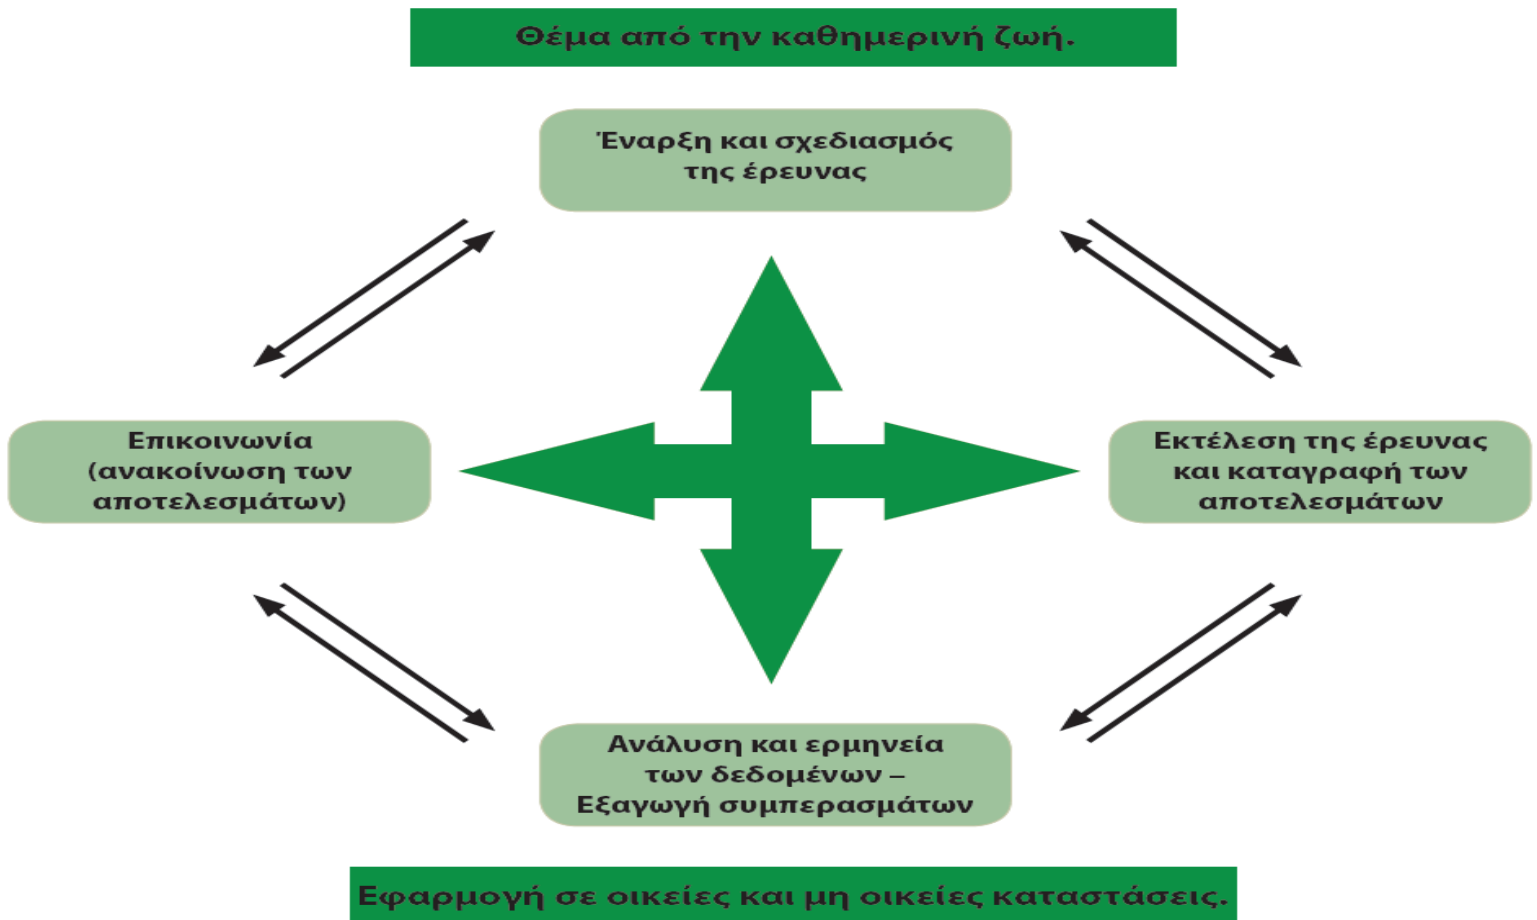 Θέμα από την καθημερινή ζωή.
Έναρξη και σχεδιασμός
της έρευνας
Επικοινωνία
(ανακοίνωση των
αποτελεσμάτων)
Εκτέλεση της έρευνας
και καταγραφή των
αποτελεσμάτων
Ανάλυση και ερμηνεία
των δεδομένων –
Εξαγωγή συμπερασμάτων
Εφαρμογή σε οικείες και μη οικείες καταστάσεις.